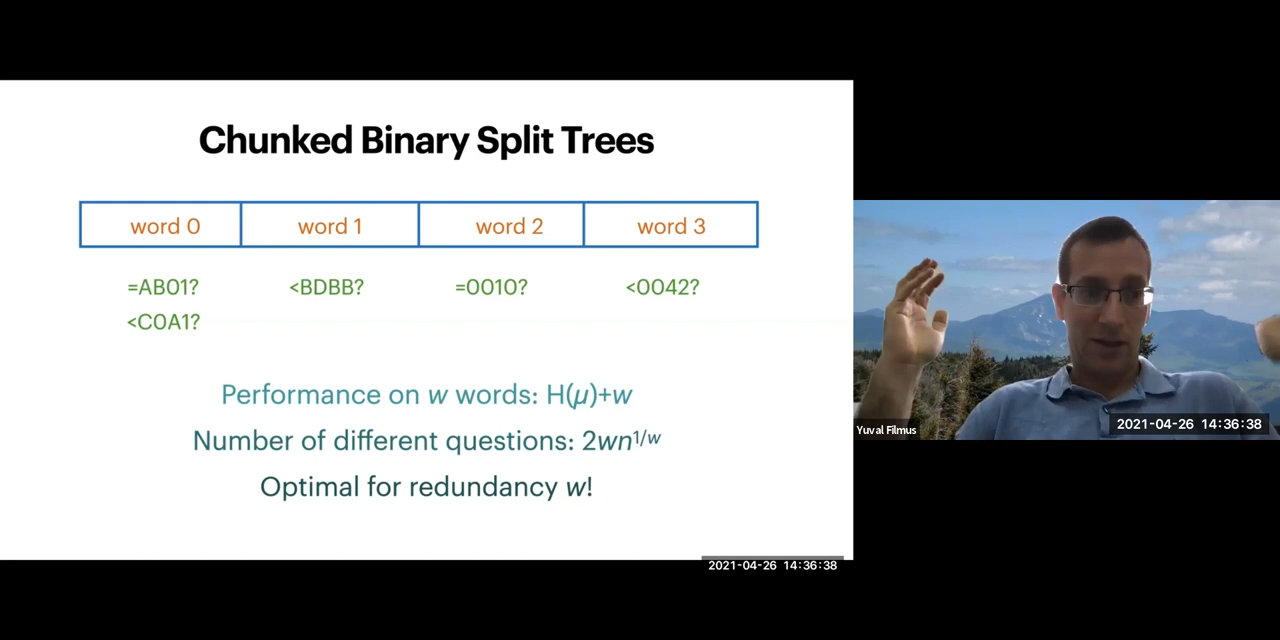 Chunked Binary Split Trees
word 0 word 1 word 2 word 3
=AB01? <BDBB? =0010? <0042?
<C0A1?
Performance on w words: H(μ)+w
Number of different questions: 2wn^1/w
Optimal for redundancy w!
2021-04-26 14:36:38
Yuval Filmus
2021-04-26 14:36:38